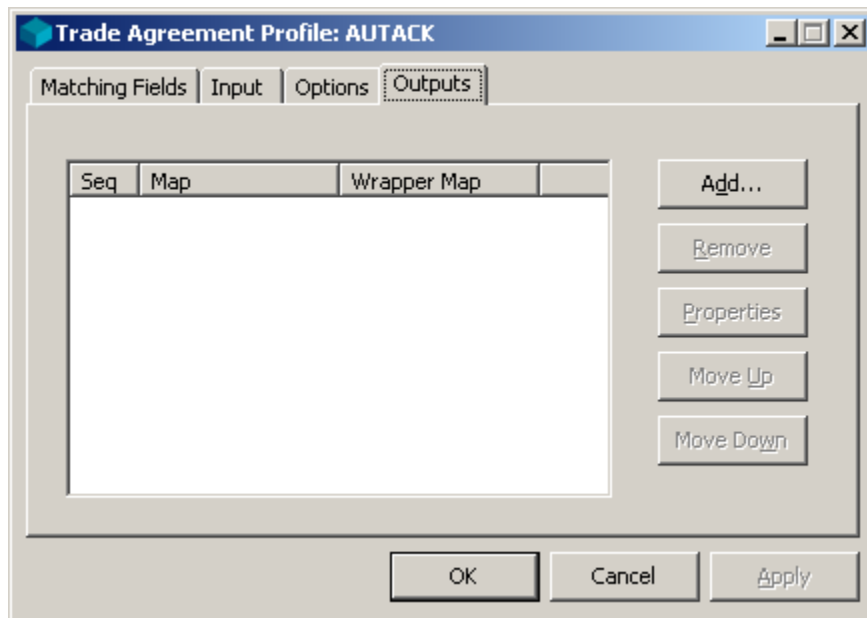 Trade Agreement Profile: AUTACK
Matching Fields Input Options Outputs
Seq Map Wrapper Map
Add...
Remove
Properties
Move Up
Move Down
OK Cancel Apply